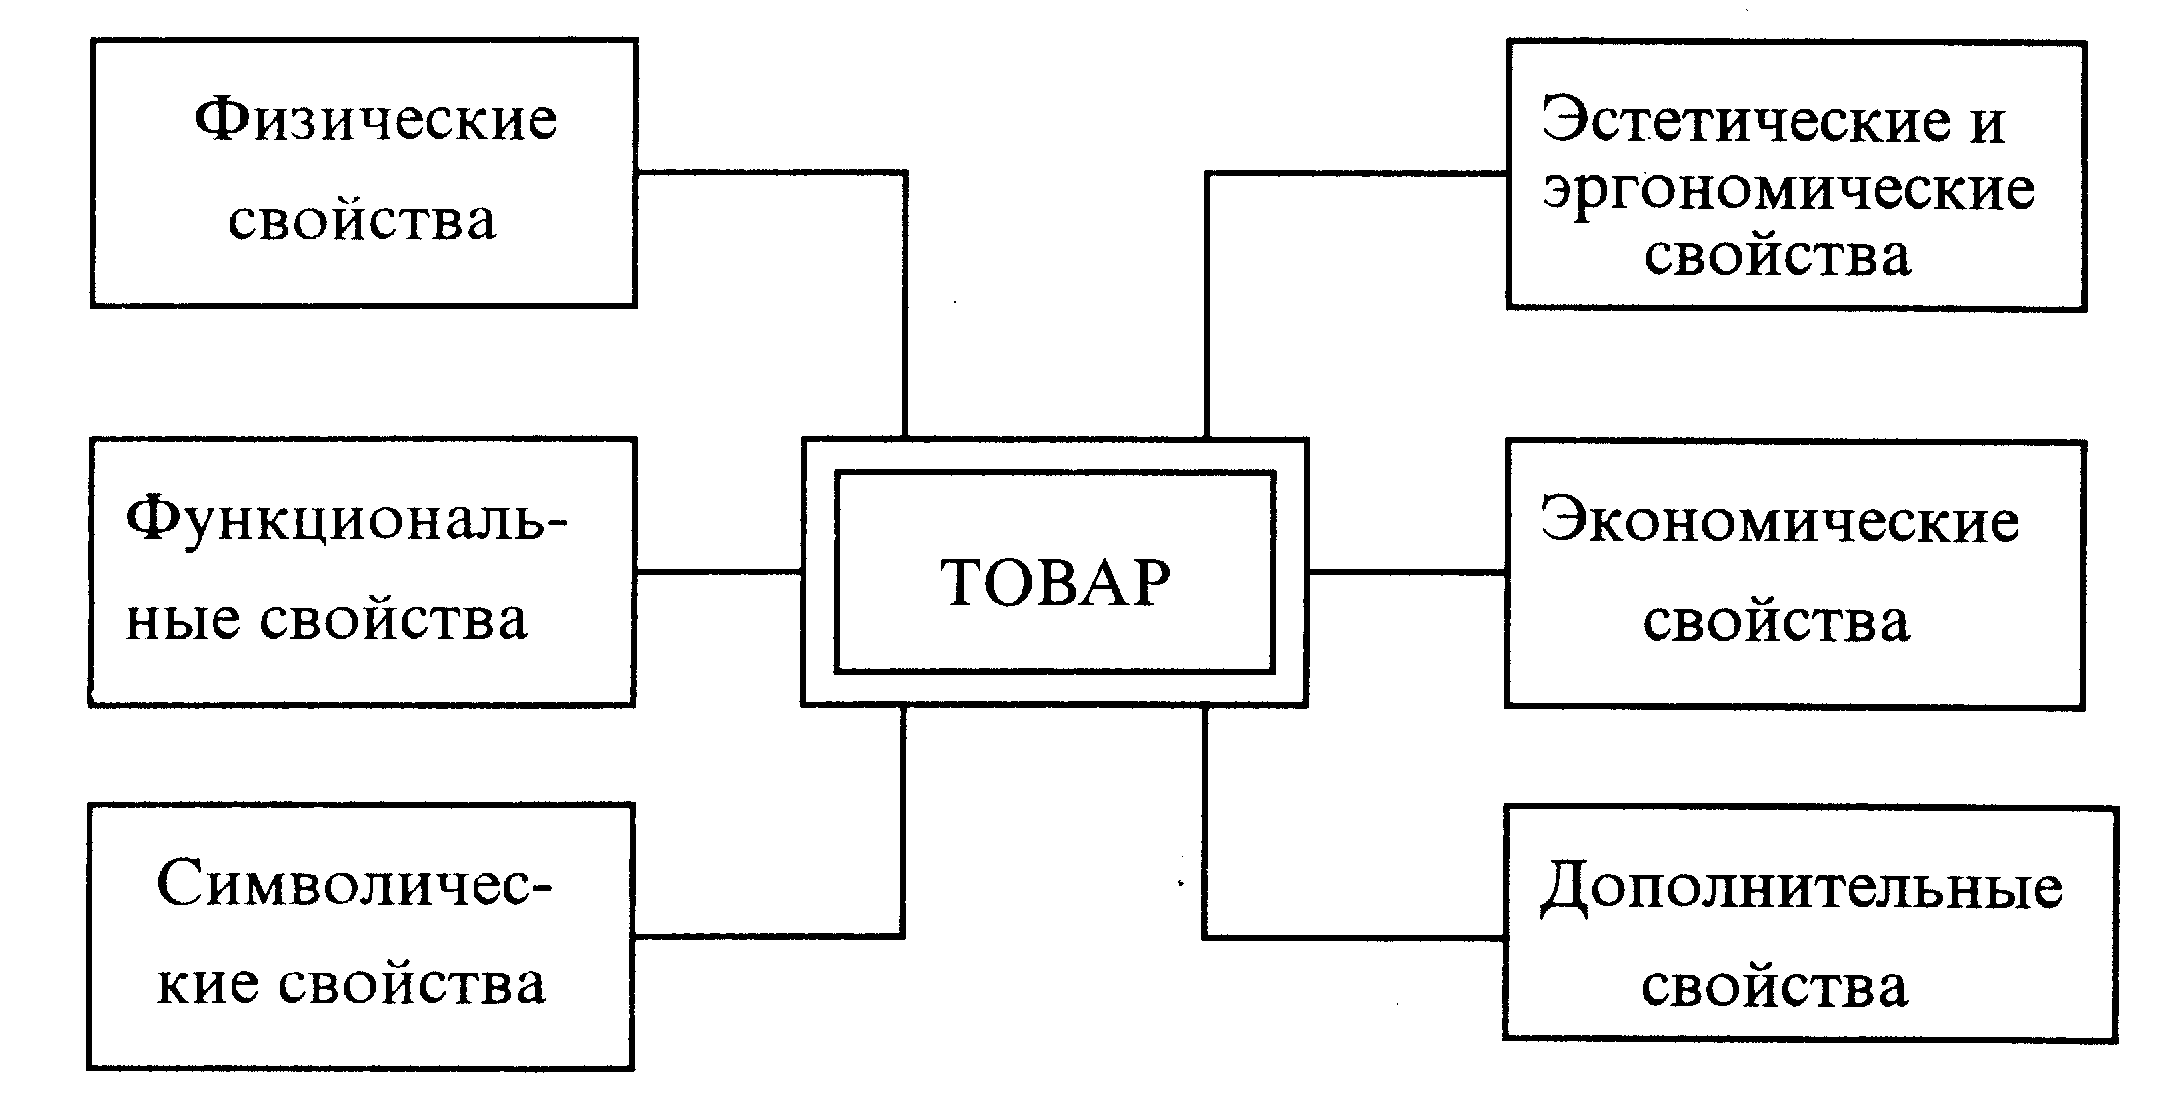 Физические
свойства
Эстетические и
эргономические
свойства
Функциональ-
ные свойства
ТОВАР
Экономические
свойства
Символичес-
кие свойства
Дополнительные
свойства